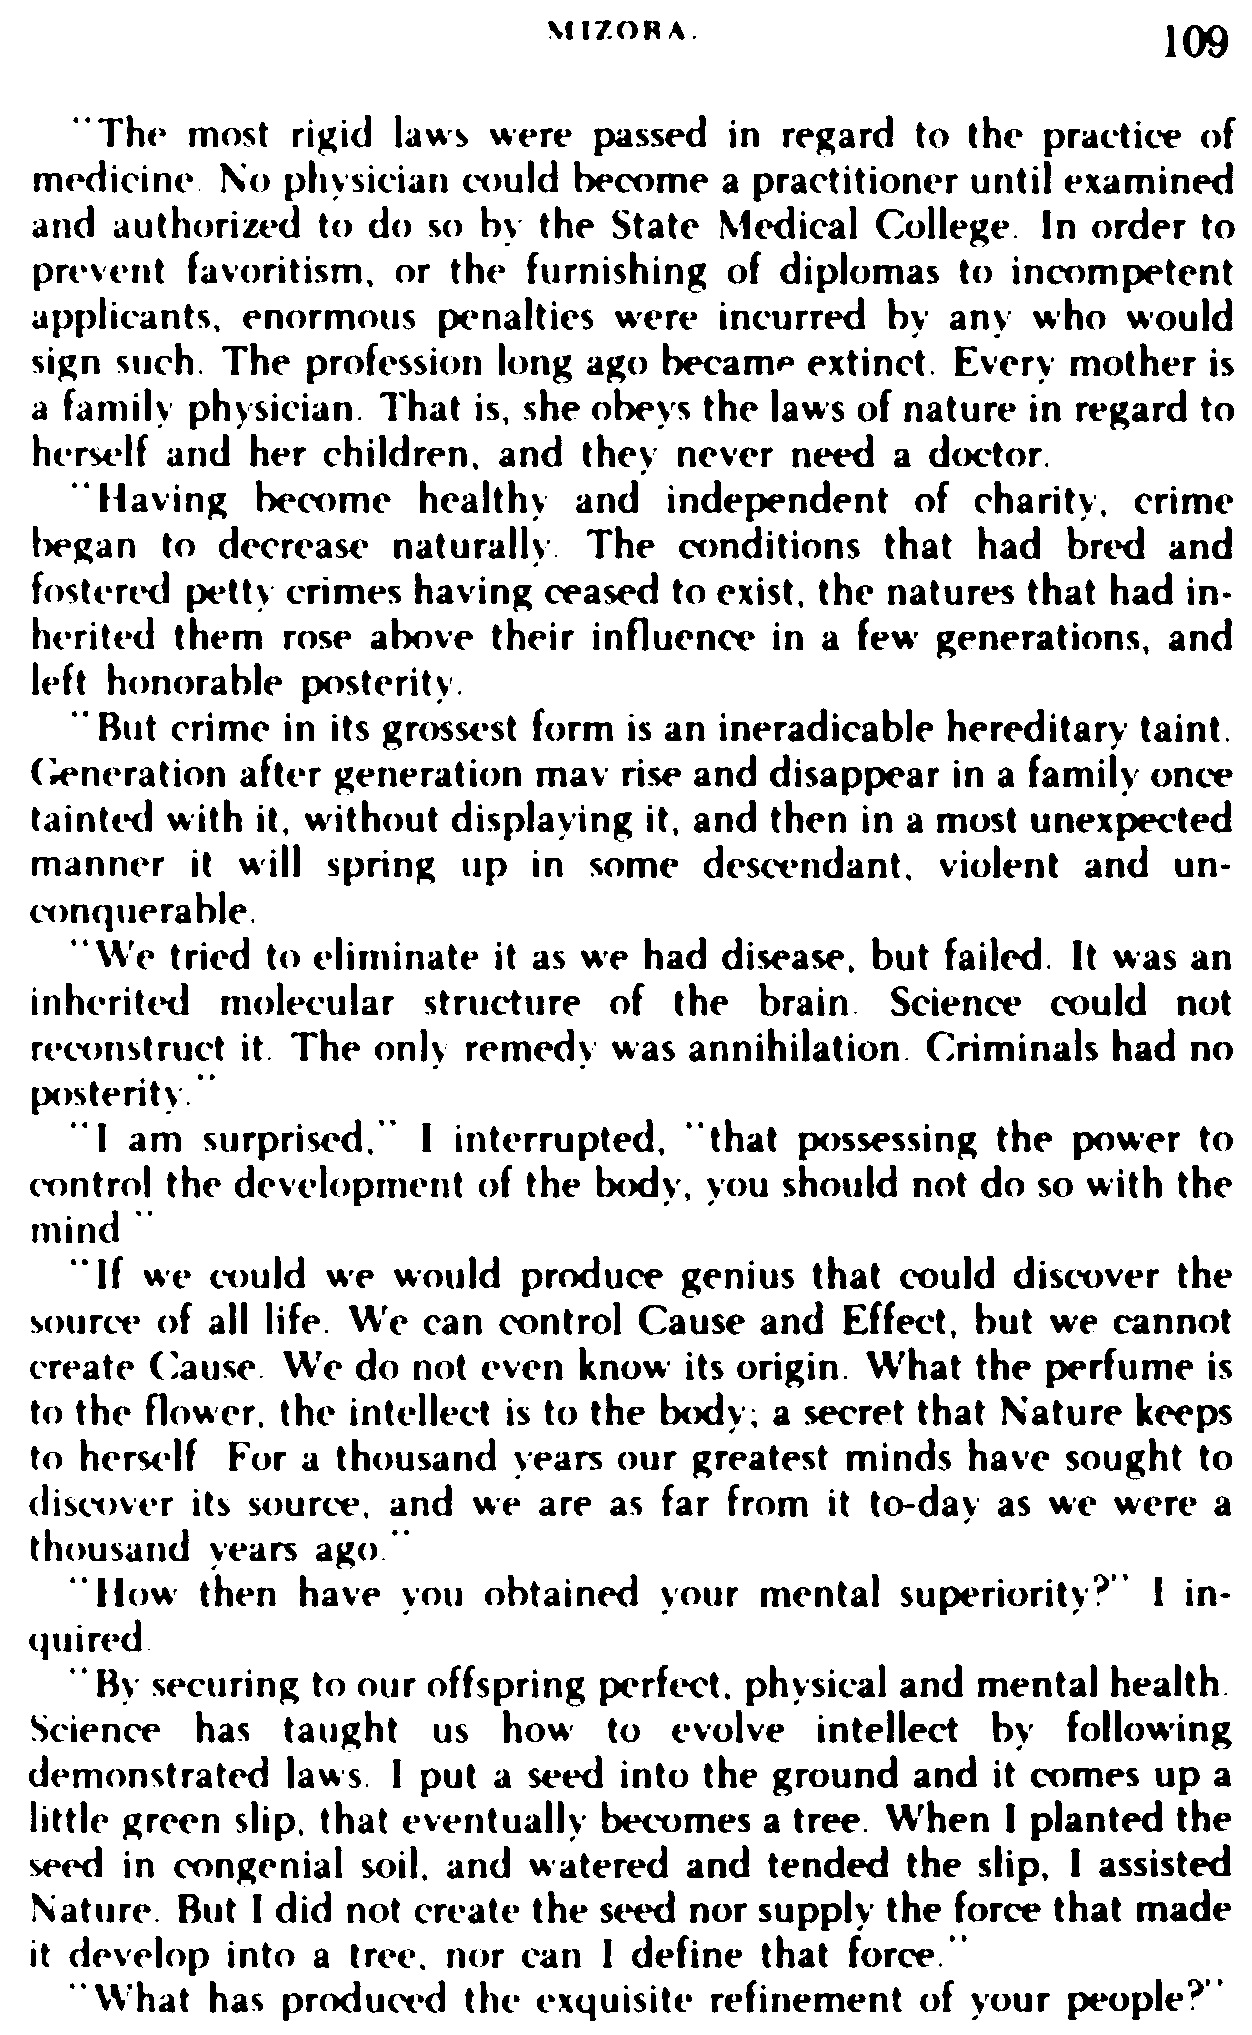 MIZORA.
109
"The most rigid laws were passed in regard to the practice of
medicine. No physician could become a practitioner until examined
and authorized to do so by the State Medical College. In order to
prevent favoritism, or the furnishing of diplomas to incompetent
applicants, enormous penalties were incurred by any who would
sign such. The profession long ago became extinct. Every mother is
a family physician. That is, she obeys the laws of nature in regard to
herself and her children, and they never need a doctor.
"Having become healthy and independent of charity, crime
began to decrease naturally. The conditions that had bred and
fostered petty crimes having ceased to exist, the natures that had in-
herited them rose above their influence in a few generations, and
left honorable posterity.
"But crime in its grossest form is an ineradicable hereditary taint.
Generation after generation may rise and disappear in a family once
tainted with it, without displaying it, and then in a most unexpected
manner it will spring up in some descendant, violent and un-
conquerable.
"We tried to eliminate it as we had disease, but failed. It was an
inherited molecular structure of the brain. Science could not
reconstruct it. The only remedy was annihilation. Criminals had no
posterity."
"I am surprised," I interrupted, "that possessing the power to
control the development of the body, you should not do so with the
mind "
"If we could we would produce genius that could discover the
source of all life. We can control Cause and Effect, but we cannot
create Cause. We do not even know its origin. What the perfume is
to the flower, the intellect is to the body; a secret that Nature keeps
to herself For a thousand years our greatest minds have sought to
discover its source, and we are as far from it to-day as we were a
thousand years ago."
"How then have you obtained your mental superiority?" I in-
quired.
"By securing to our offspring perfect, physical and mental health.
Science has taught us how to evolve intellect by following
demonstrated laws. I put a seed into the ground and it comes up a
little green slip, that eventually becomes a tree. When I planted the
seed in congenial soil, and watered and tended the slip, I assisted
Nature. But I did not create the seed nor supply the force that made
it develop into a tree, nor can I define that force."
"What has produced the exquisite refinement of your people?"